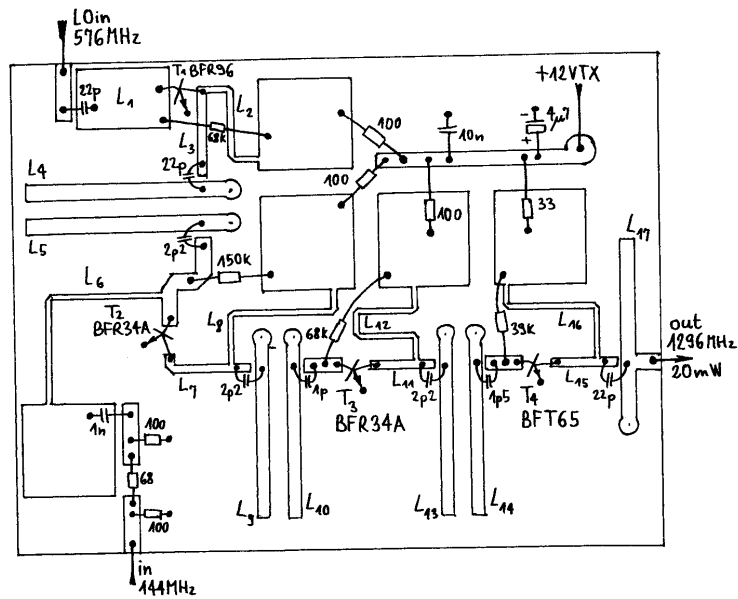 LOin
576MHz
T1 BFR96
+12VTX
22p
L1
L2
4µ7
-
+
100
10n
68k
L3
22p
100
L4
100
33
L5
2p2
L17
150k
L6
T2
BFR34A
L8
68k
L12
39k
L16
out
1296MHz
20mW
L7
2p2
1p
L11
2p2
1p5
L15
22p
T3
BFR34A
T4
BFT65
1n
100
68
100
L9
L10
L13
L14
in
144MHz